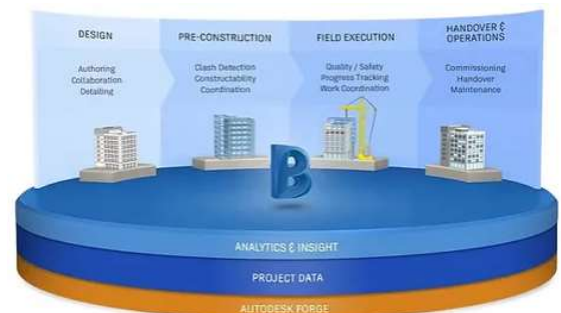 DESIGN
Authoring
Collaboration
Detailing
PRE-CONSTRUCTION
Clash Detection
Constructability
Coordination
FIELD EXECUTION
Quality / Safety
Progress Tracking
Work Coordination
HANDOVER &
OPERATIONS
Commissioning
Handover
Maintenance
B
ANALYTICS & INSIGHT
PROJECT DATA
AUTODESK FORGE